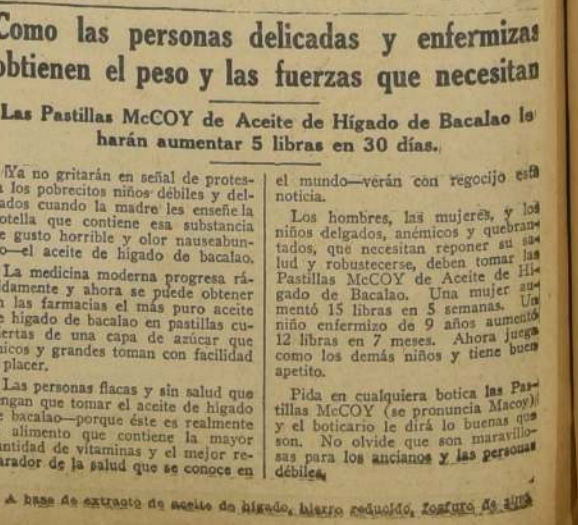 Como las personas delicadas y enfermizas
obtienen el peso y las fuerzas que necesitan
Las Pastillas McCOY de Aceite de Hígado de Bacalao le
harán aumentar 5 libras en 30 días.
¡Ya no gritarán en señal de protes-
a los pobrecitos niños débiles y del-
ados cuando la madre les enseñe la
otella que contiene esa substancia
e gusto horrible y olor nauseabun-
o—el aceite de hígado de bacalao.
La medicina moderna progresa rá-
idamente y ahora se puede obtener
n las farmacias el más puro aceite
e hígado de bacalao en pastillas cu-
iertas de una capa de azúcar que
hicos y grandes toman con facilidad
placer.
Las personas flacas y sin salud que
engan que tomar el aceite de hígado
e bacalao—porque éste es realmente
alimento que contiene la mayor
antidad de vitaminas y el mejor re-
arador de la salud que se conoce en
el mundo—verán con regocijo esta
noticia.
Los hombres, las mujeres, y los
niños delgados, anémicos y quebran-
tados, que necesitan reponer su sa-
lud y robustecerse, deben tomar las
Pastillas McCOY de Aceite de Hí-
gado de Bacalao. Una mujer au-
mentó 15 libras en 5 semanas. Un
niño enfermizo de 9 años aumentó
12 libras en 7 meses. Ahora juega
como los demás niños y tiene buen
apetito.
Pida en cualquiera botica las Pas-
tillas McCOY (se pronuncia Macoy)
y el boticario le dirá lo buenas que
son. No olvide que son maravillo-
sas para los ancianos y las personas
débiles.
A base de extracto de aceite de hígado, hierro reducido, fosfuro de zinc